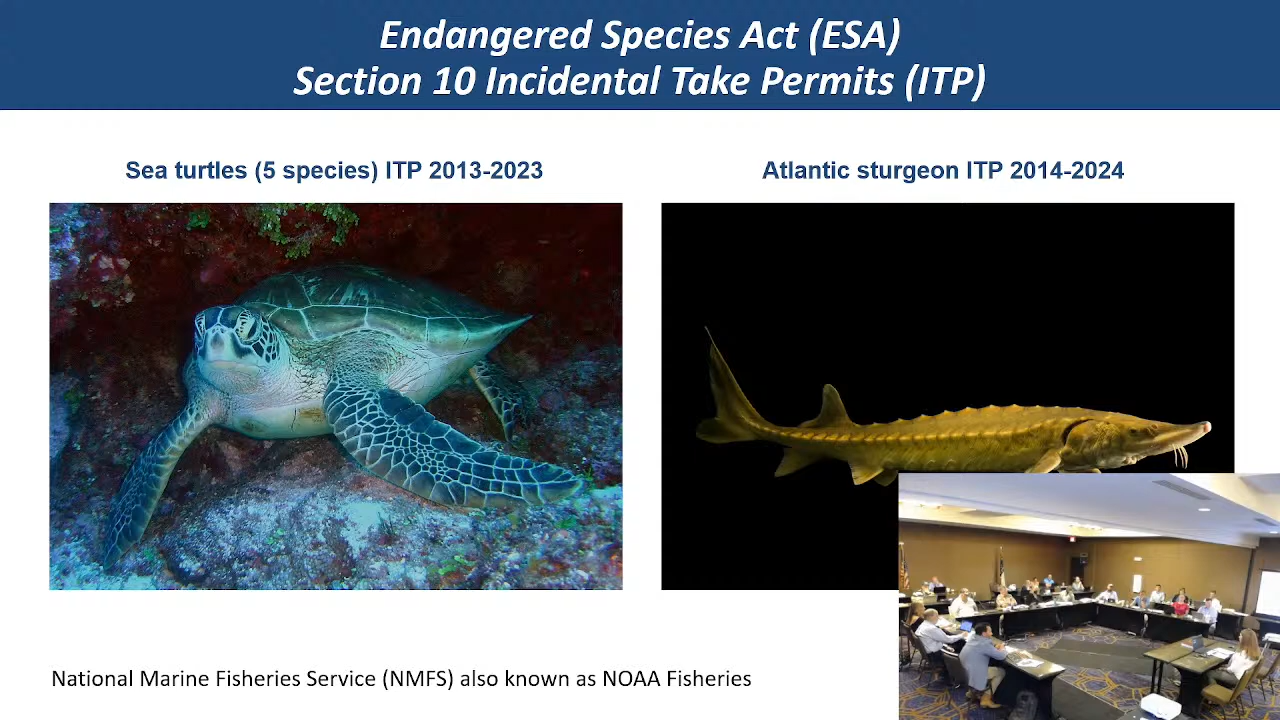 Endangered Species Act (ESA)
Section 10 Incidental Take Permits (ITP)
Sea turtles (5 species) ITP 2013-2023
Atlantic sturgeon ITP 2014-2024
National Marine Fisheries Service (NMFS) also known as NOAA Fisheries